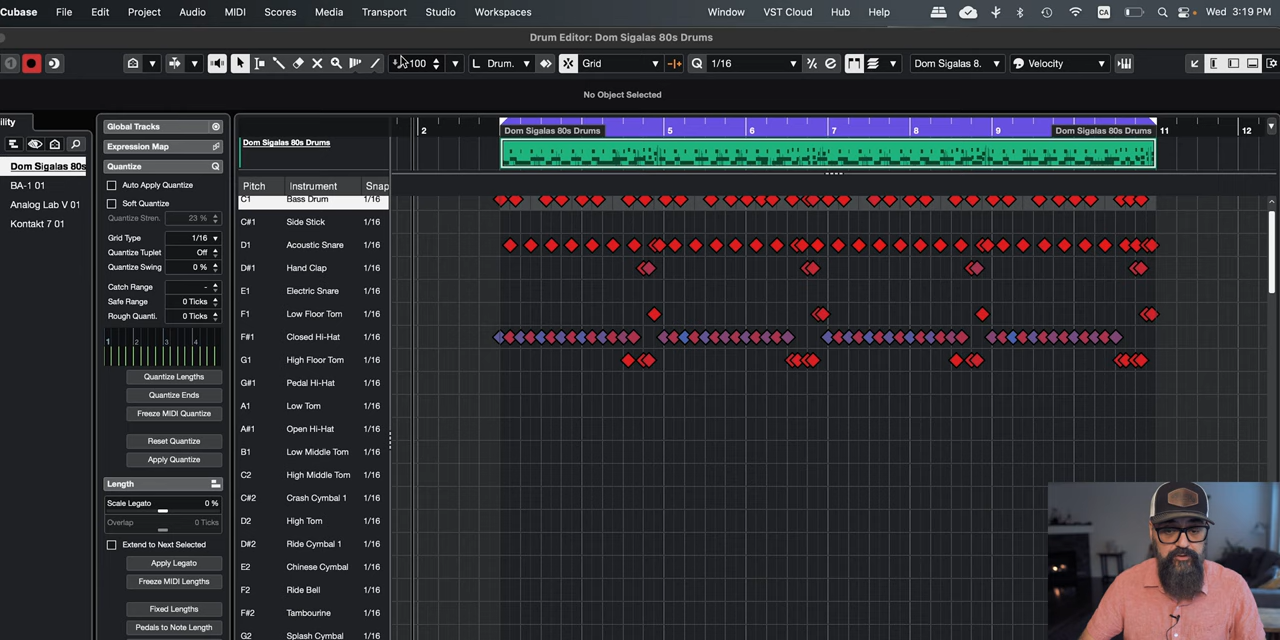 Cubase File Edit Project Audio MIDI Scores Media Transport Studio Workspaces Window VST Cloud Hub Help CA Wed 3:19 PM
Drum Editor: Dom Sigalas 80s Drums
100 Drum. Grid Q 1/16 Dom Sigalas 8. Velocity
No Object Selected
ility
Dom Sigalas 80s
BA-1 01
Analog Lab V 01
Kontakt 7 01
Global Tracks
Expression Map
Quantize
Auto Apply Quantize
Soft Quantize
Quantize Stren. 23 %
Grid Type 1/16
Quantize Tuplet Off
Quantize Swing 0 %
Catch Range -
Safe Range 0 Ticks
Rough Quanti. 0 Ticks
1 2 3 4
Quantize Lengths
Quantize Ends
Freeze MIDI Quantize
Reset Quantize
Apply Quantize
Length
Scale Legato 0 %
Overlap 0 Ticks
Extend to Next Selected
Apply Legato
Freeze MIDI Lengths
Fixed Lengths
Pedals to Note Length
2 5 6 7 8 9 11 12
Dom Sigalas 80s Drums Dom Sigalas 80s Drums
Dom Sigalas 80s Drums
Pitch Instrument Snap
C1 Bass Drum 1/16
C#1 Side Stick 1/16
D1 Acoustic Snare 1/16
D#1 Hand Clap 1/16
E1 Electric Snare 1/16
F1 Low Floor Tom 1/16
F#1 Closed Hi-Hat 1/16
G1 High Floor Tom 1/16
G#1 Pedal Hi-Hat 1/16
A1 Low Tom 1/16
A#1 Open Hi-Hat 1/16
B1 Low Middle Tom 1/16
C2 High Middle Tom 1/16
C#2 Crash Cymbal 1 1/16
D2 High Tom 1/16
D#2 Ride Cymbal 1 1/16
E2 Chinese Cymbal 1/16
F2 Ride Bell 1/16
F#2 Tambourine 1/16
G2 Splash Cymbal 1/16